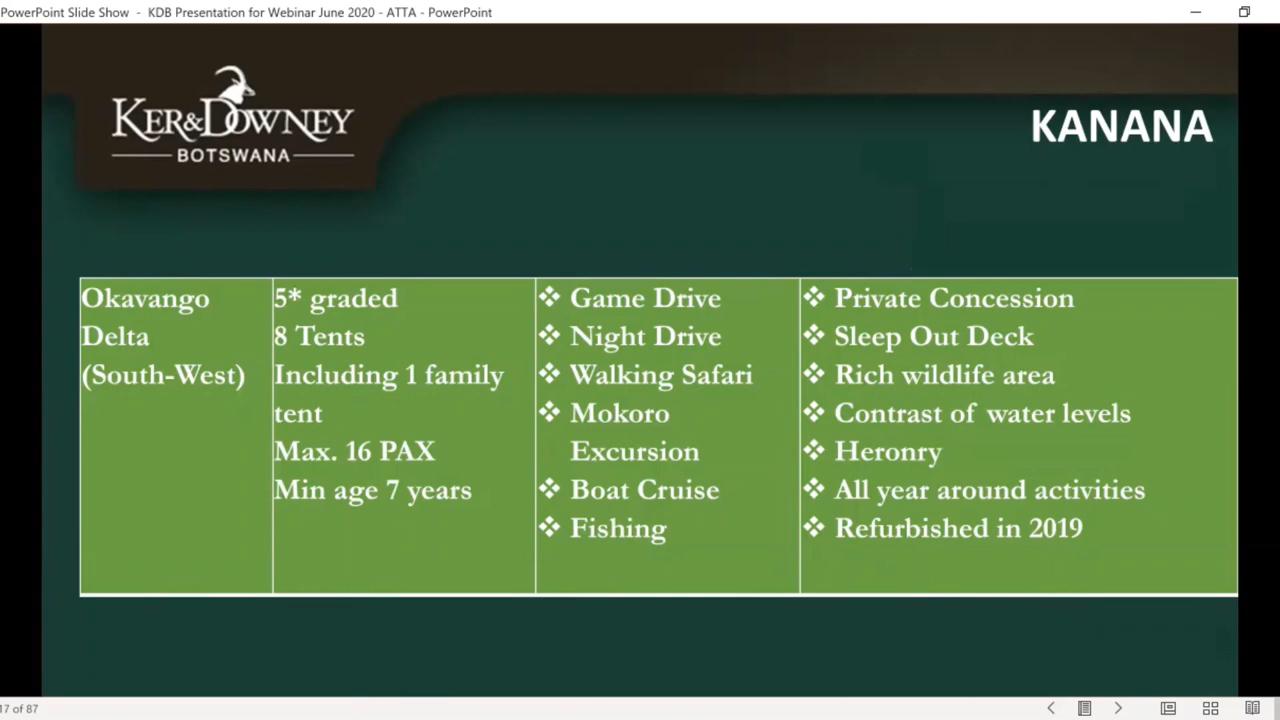 PowerPoint Slide Show - KDB Presentation for Webinar June 2020 - ATTA - PowerPoint
KER&DOWNEY
BOTSWANA
KANANA
Okavango
Delta
(South-West)
5* graded
8 Tents
Including 1 family
tent
Max. 16 PAX
Min age 7 years
❖ Game Drive
❖ Night Drive
❖ Walking Safari
❖ Mokoro
Excursion
❖ Boat Cruise
❖ Fishing
❖ Private Concession
❖ Sleep Out Deck
❖ Rich wildlife area
❖ Contrast of water levels
❖ Heronry
❖ All year around activities
❖ Refurbished in 2019
17 of 87